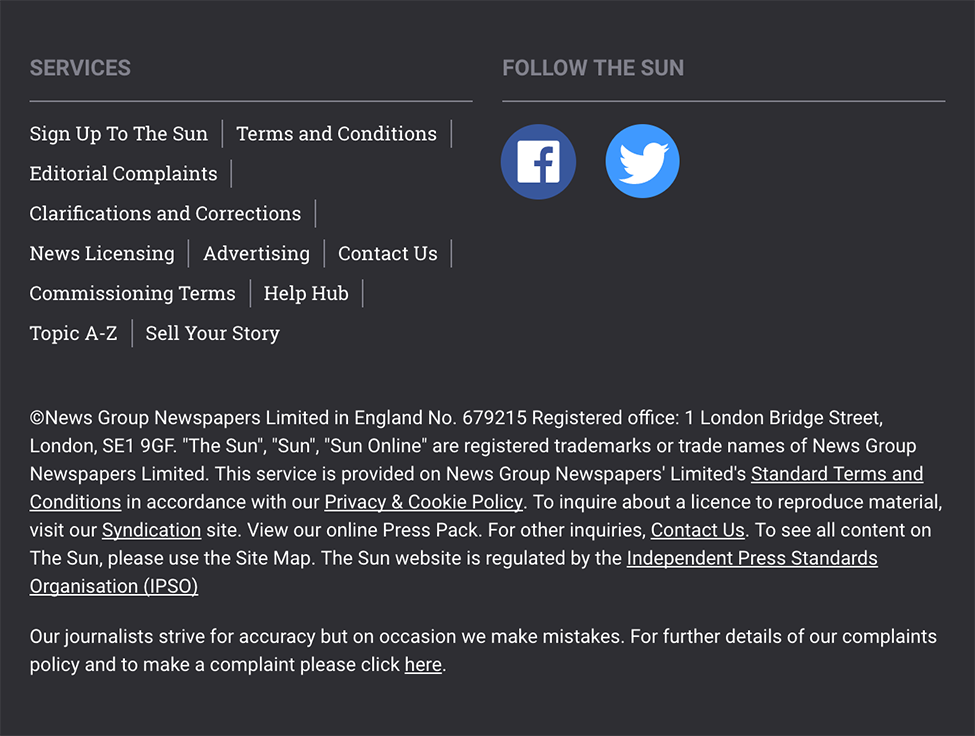 SERVICES
Sign Up To The Sun
Terms and Conditions
Editorial Complaints
Clarifications and Corrections
News Licensing
Advertising
Contact Us
Commissioning Terms
Help Hub
Topic A-Z
Sell Your Story
FOLLOW THE SUN
©News Group Newspapers Limited in England No. 679215 Registered office: 1 London Bridge Street,
London, SE1 9GF. "The Sun", "Sun", "Sun Online" are registered trademarks or trade names of News Group
Newspapers Limited. This service is provided on News Group Newspapers' Limited's Standard Terms and
Conditions in accordance with our Privacy & Cookie Policy. To inquire about a licence to reproduce material,
visit our Syndication site. View our online Press Pack. For other inquiries, Contact Us. To see all content on
The Sun, please use the Site Map. The Sun website is regulated by the Independent Press Standards
Organisation (IPSO)
Our journalists strive for accuracy but on occasion we make mistakes. For further details of our complaints
policy and to make a complaint please click here.